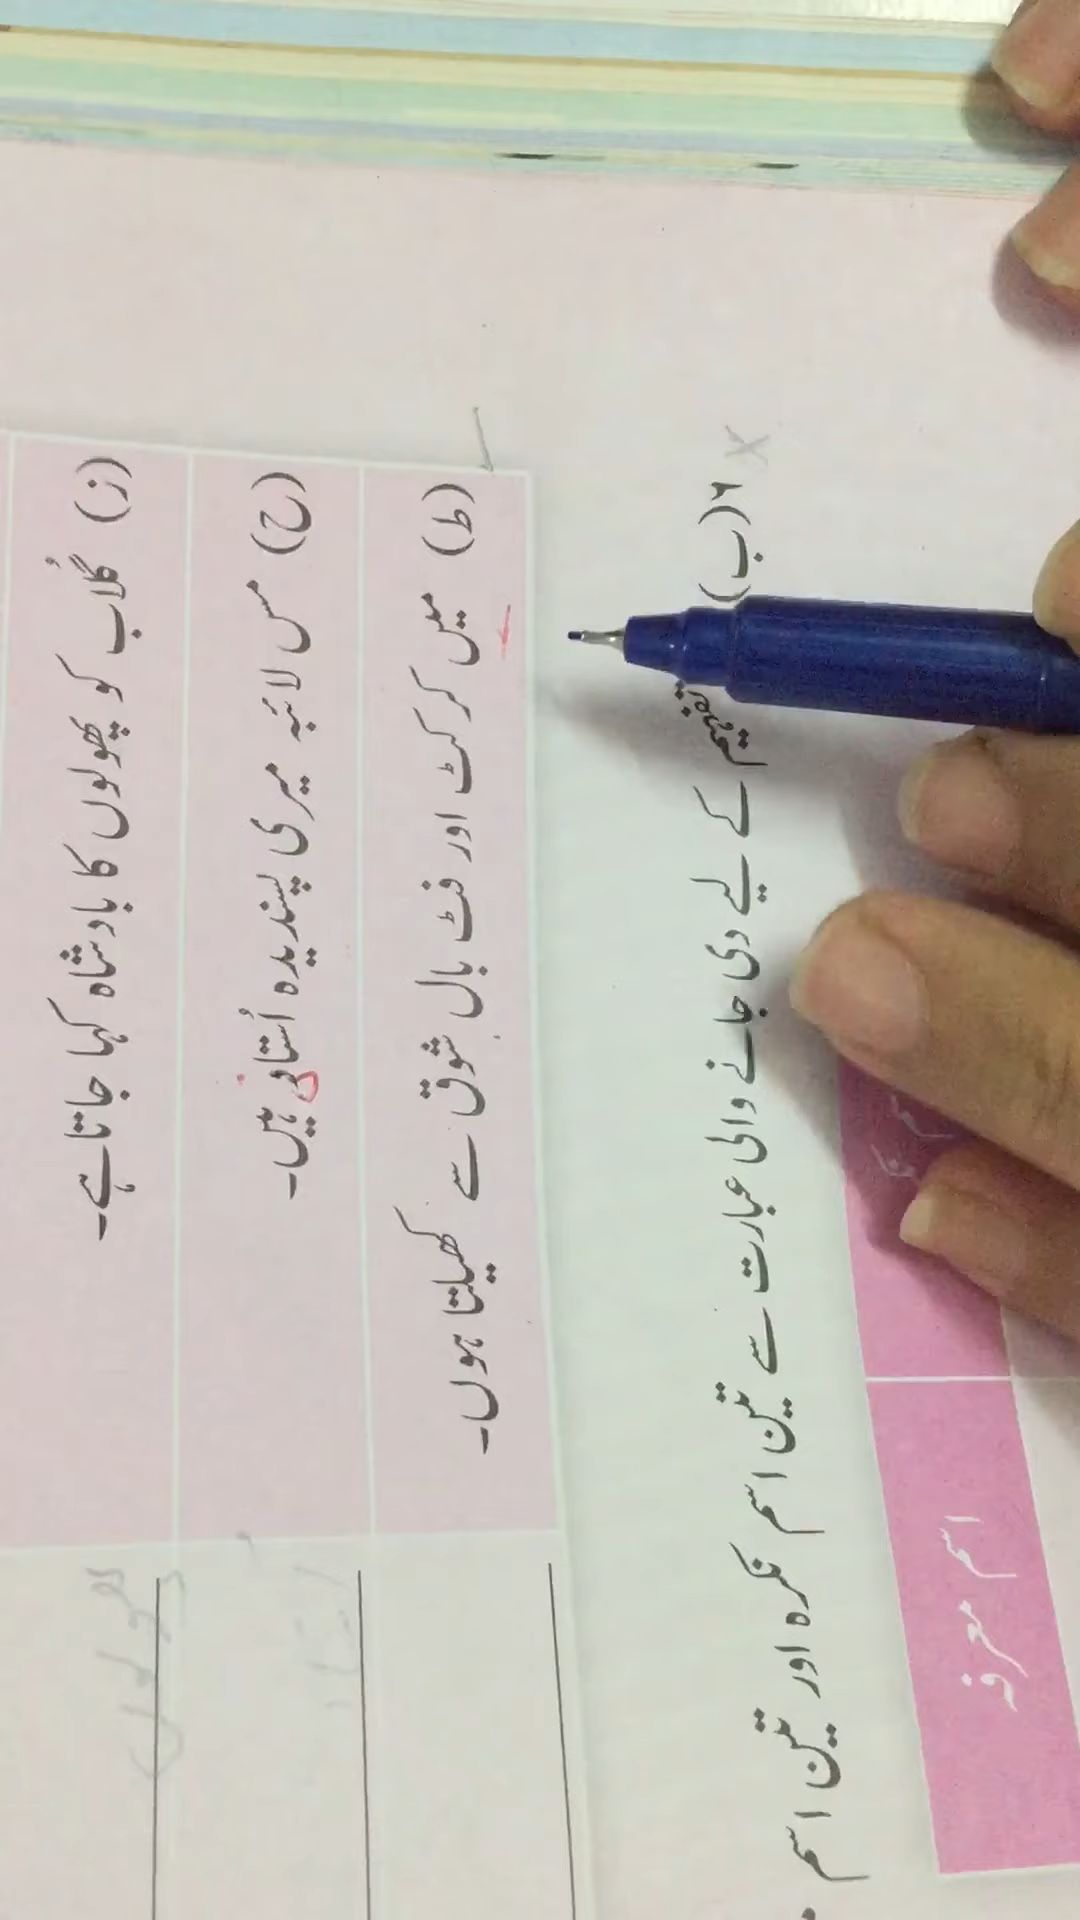 (ز) گُلاب کو پھولوں کا بادشاہ کہا جاتا ہے۔
پھولوں
(ح) مس لائبہ میری پسندیدہ اُستانی ہیں۔
(ط) میں کرکٹ اور فٹ بال شوق سے کھیلتا ہوں۔
۲(ب) کے لیے دی جانے والی عبارت سے تین اسم نکرہ اور تین اسم
اسم معرفہ